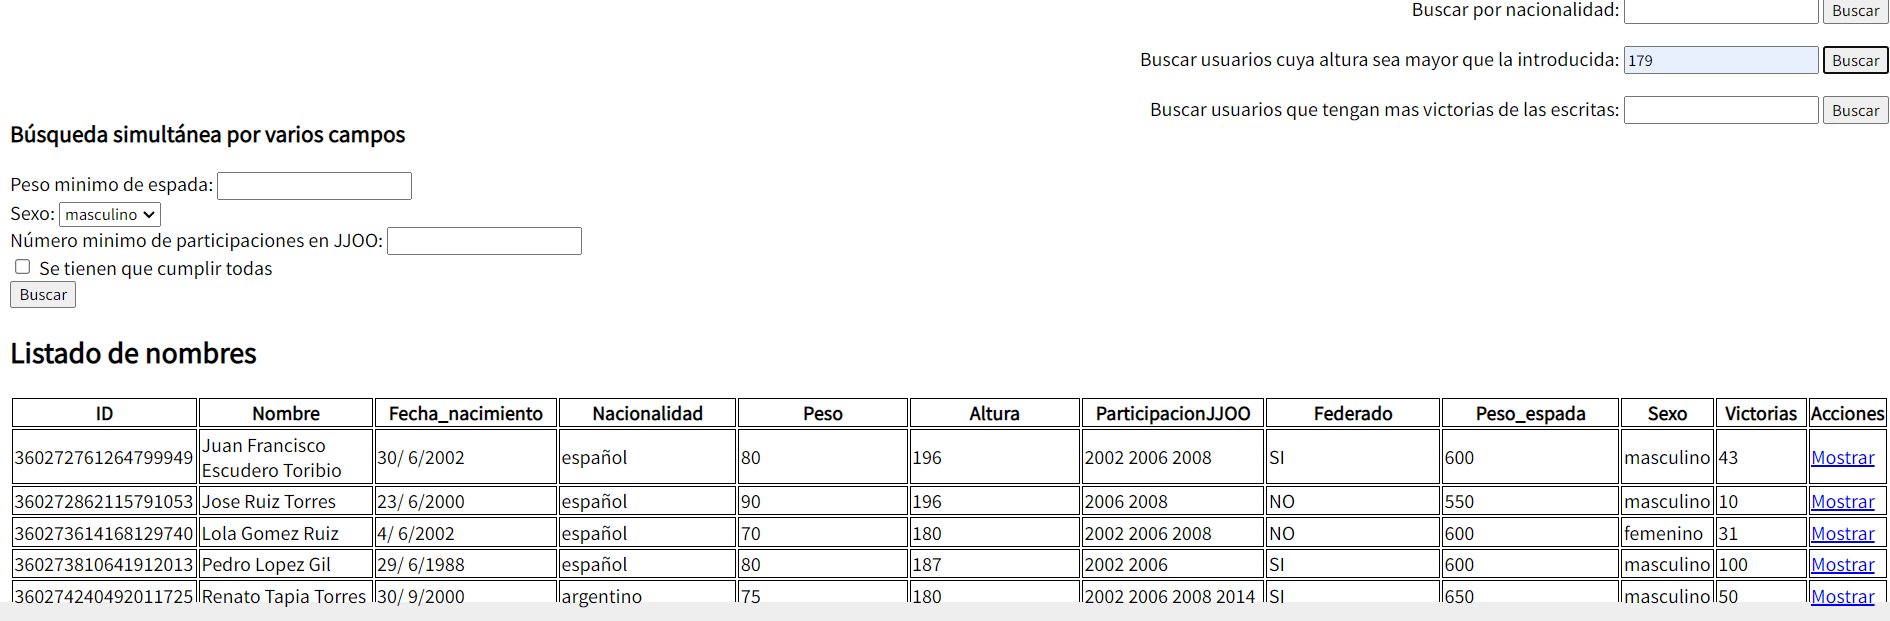 Buscar por nacionalidad: Buscar
Buscar usuarios cuya altura sea mayor que la introducida: 179 Buscar
Buscar usuarios que tengan mas victorias de las escritas: Buscar
Búsqueda simultánea por varios campos
Peso minimo de espada:
Sexo: masculino
Número minimo de participaciones en JJOO:
Se tienen que cumplir todas
Buscar
Listado de nombres
ID Nombre Fecha_nacimiento Nacionalidad Peso Altura ParticipacionJJOO Federado Peso_espada Sexo Victorias Acciones
360272761264799949 Juan Francisco Escudero Toribio 30/ 6/2002 español 80 196 2002 2006 2008 SI 600 masculino 43 Mostrar
360272862115791053 Jose Ruiz Torres 23/ 6/2000 español 90 196 2006 2008 NO 550 masculino 10 Mostrar
360273614168129740 Lola Gomez Ruiz 4/ 6/2002 español 70 180 2002 2006 2008 NO 600 femenino 31 Mostrar
360273810641912013 Pedro Lopez Gil 29/ 6/1988 español 80 187 2002 2006 SI 600 masculino 100 Mostrar
360274240492011725 Renato Tapia Torres 30/ 9/2000 argentino 75 180 2002 2006 2008 2014 SI 650 masculino 50 Mostrar